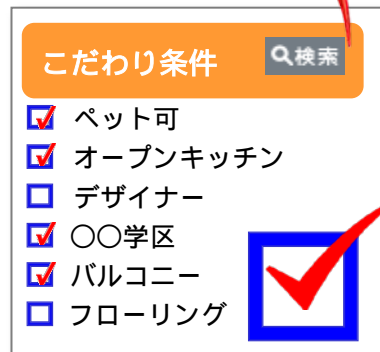 こだわり条件 検索
ペット可
オープンキッチン
デザイナー
〇〇学区
バルコニー
フローリング